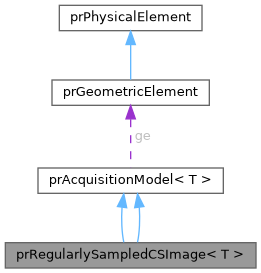 prPhysicalElement
prGeometricElement
ge
prAcquisitionModel< T >
prRegularlySampledCSImage< T >